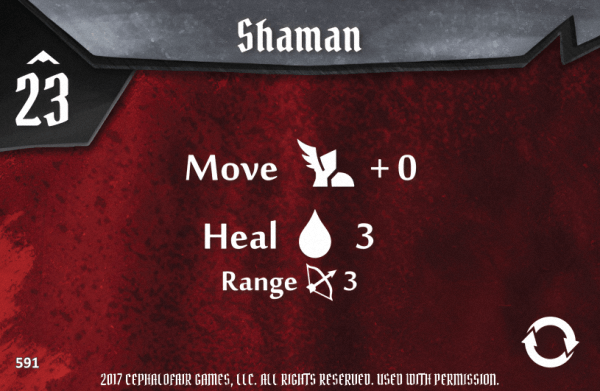 Shaman
23
Move + 0
Heal 3
Range 3
591
2017 CEPHALOFAIR GAMES, LLC. ALL RIGHTS RESERVED. USED WITH PERMISSION.